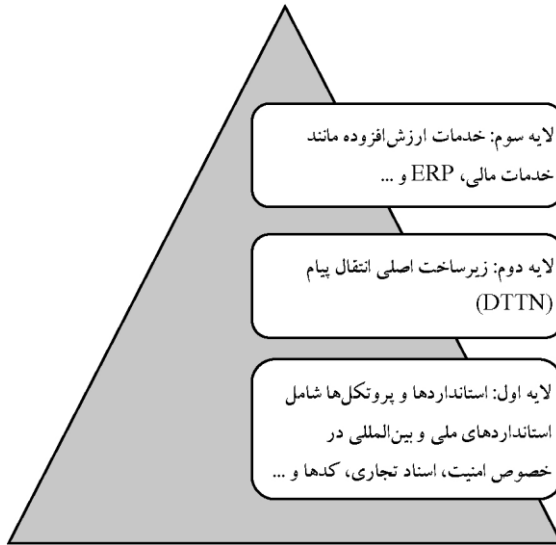 لایه سوم: خدمات ارزش‌افزوده مانند
خدمات مالی، ERP و ...
لایه دوم: زیرساخت اصلی انتقال پیام
(DTTN)
لایه اول: استانداردها و پروتکل‌ها شامل
استانداردهای ملی و بین‌المللی در
خصوص امنیت، اسناد تجاری، کدها و ...